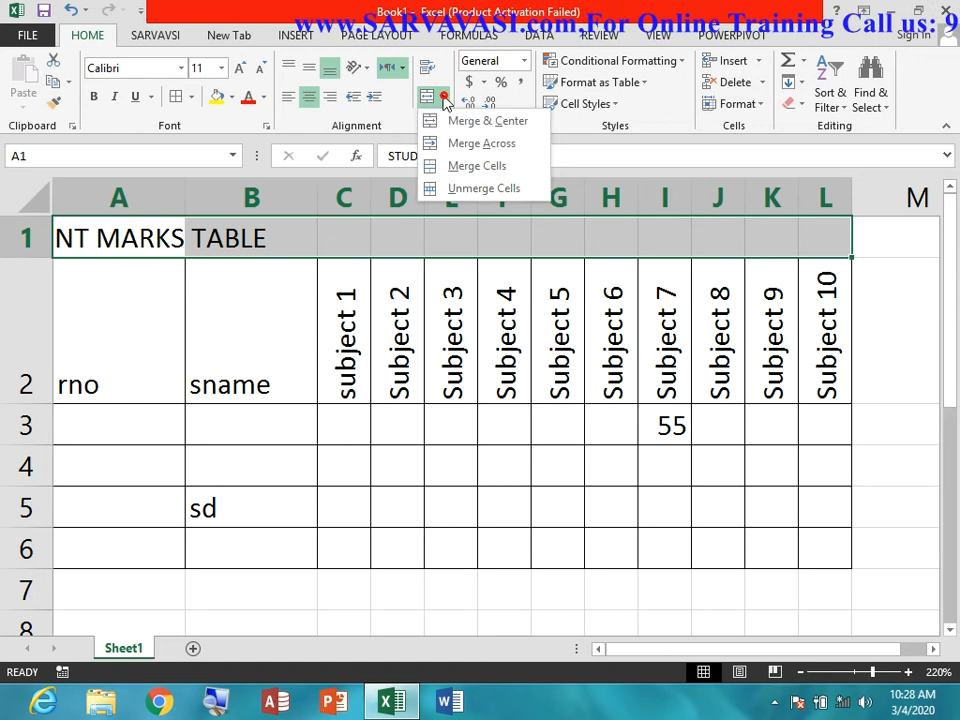 Book1 - Excel (Product Activation Failed)
www.SARVAVASI.com,For Online Training Call us: 9
FILE HOME SARVAVASI New Tab INSERT PAGE LAYOUT FORMULAS DATA REVIEW VIEW POWERPIVOT Sign in
Paste
Calibri 11
General
Conditional Formatting
Format as Table
Cell Styles
Insert
Delete
Format
Sort & Filter
Find & Select
Clipboard Font Alignment Styles Cells Editing
Merge & Center
Merge Across
Merge Cells
Unmerge Cells
A1 fx STUD
A B C D E F G H I J K L M
1 NT MARKS TABLE
2 rno sname subject 1 Subject 2 Subject 3 Subject 4 Subject 5 Subject 6 Subject 7 Subject 8 Subject 9 Subject 10
3 55
4
5 sd
6
7
8
Sheet1
READY 220%
10:28 AM
3/4/2020